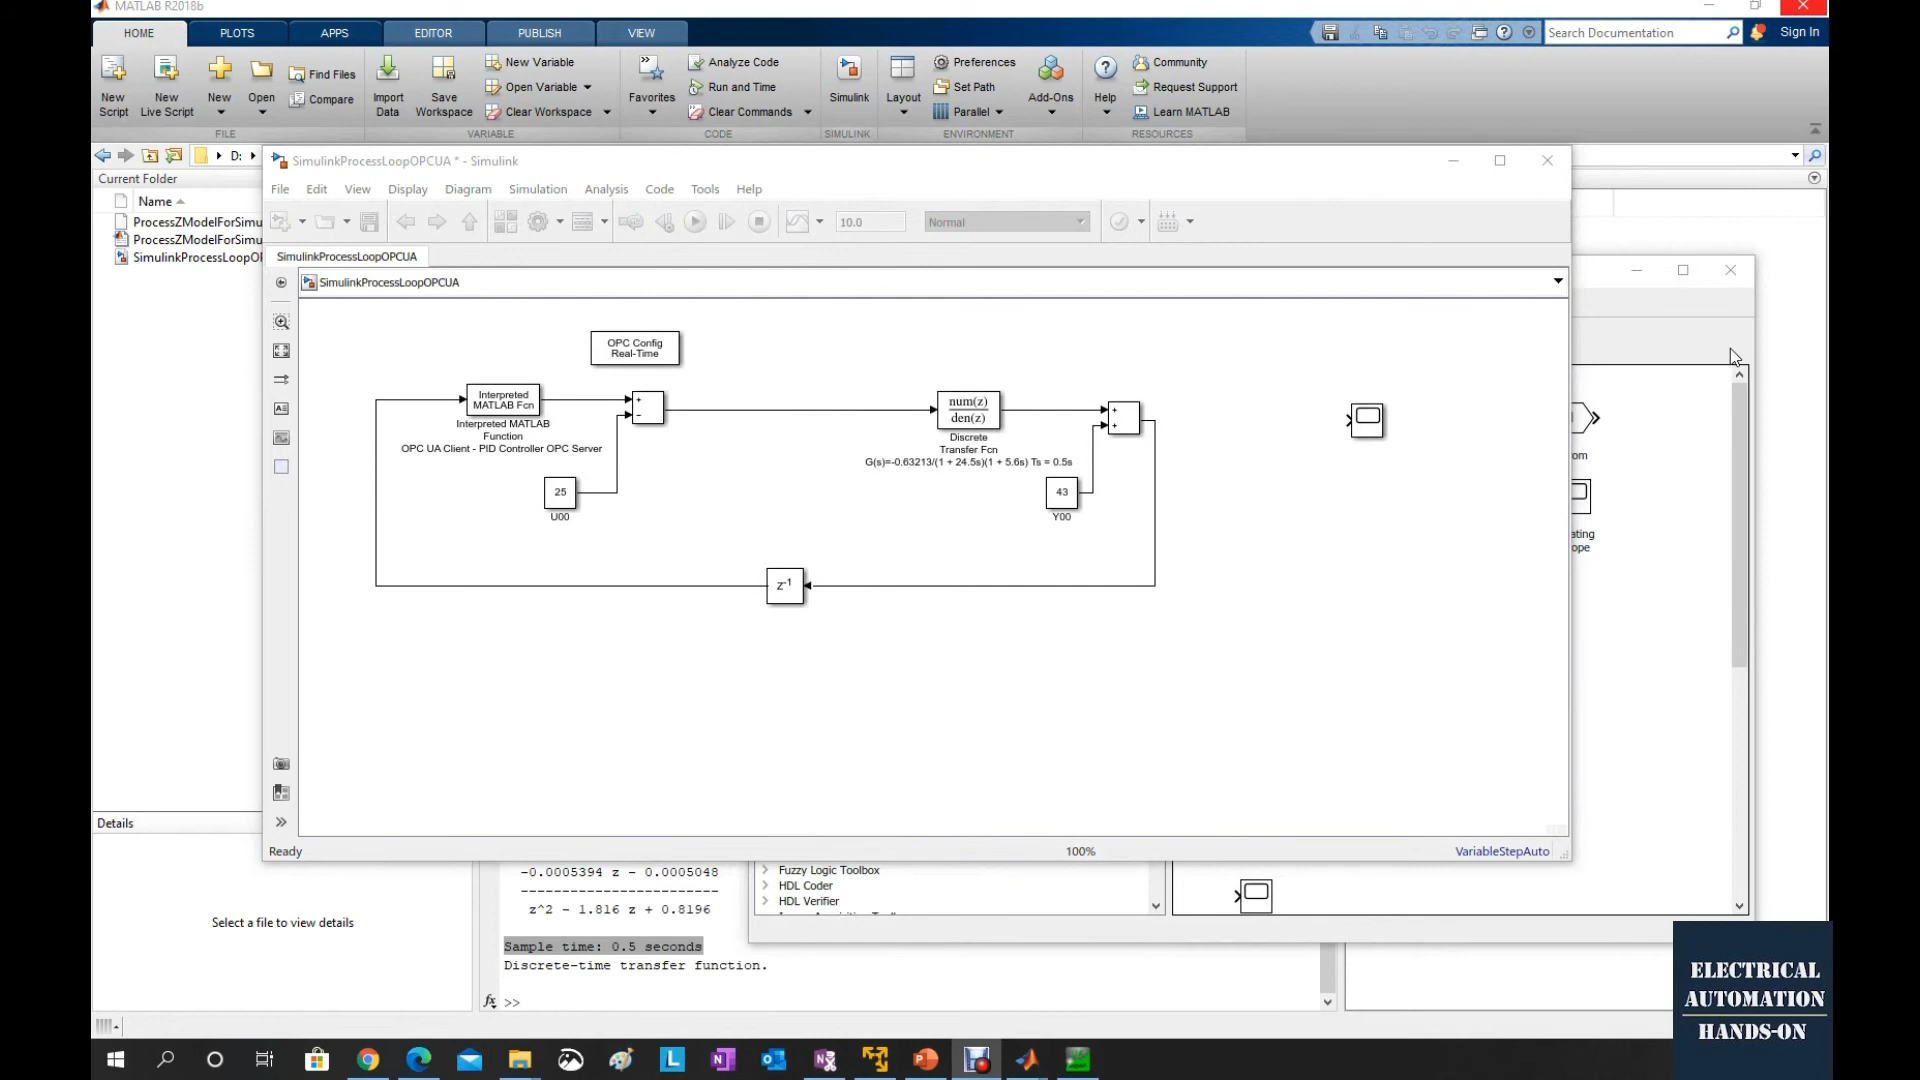 MATLAB R2018b
HOME PLOTS APPS EDITOR PUBLISH VIEW
Search Documentation
Sign In
New Script
New Live Script
New
Open
Find Files
Compare
Import Data
Save Workspace
New Variable
Open Variable
Clear Workspace
Favorites
Analyze Code
Run and Time
Clear Commands
Simulink
Layout
Preferences
Set Path
Parallel
Add-Ons
Help
Community
Request Support
Learn MATLAB
FILE VARIABLE CODE SIMULINK ENVIRONMENT RESOURCES
D:
Current Folder
Name
ProcessZModelForSimu
ProcessZModelForSimu
SimulinkProcessLoopOP
SimulinkProcessLoopOPCUA * - Simulink
File Edit View Display Diagram Simulation Analysis Code Tools Help
10.0
Normal
SimulinkProcessLoopOPCUA
SimulinkProcessLoopOPCUA
OPC Config
Real-Time
Interpreted
MATLAB Fcn
Interpreted MATLAB
Function
OPC UA Client - PID Controller OPC Server
+
−
25
U00
num(z)
den(z)
Discrete
Transfer Fcn
G(s)=-0.63213/(1 + 24.5s)(1 + 5.6s) Ts = 0.5s
+
+
43
Y00
z-1
om
ating
ope
Ready
100%
VariableStepAuto
Details
Select a file to view details
-0.0005394 z - 0.0005048
-----------------------
z^2 - 1.816 z + 0.8196
Sample time: 0.5 seconds
Discrete-time transfer function.
fx >>
Fuzzy Logic Toolbox
HDL Coder
HDL Verifier
ELECTRICAL
AUTOMATION
HANDS-ON